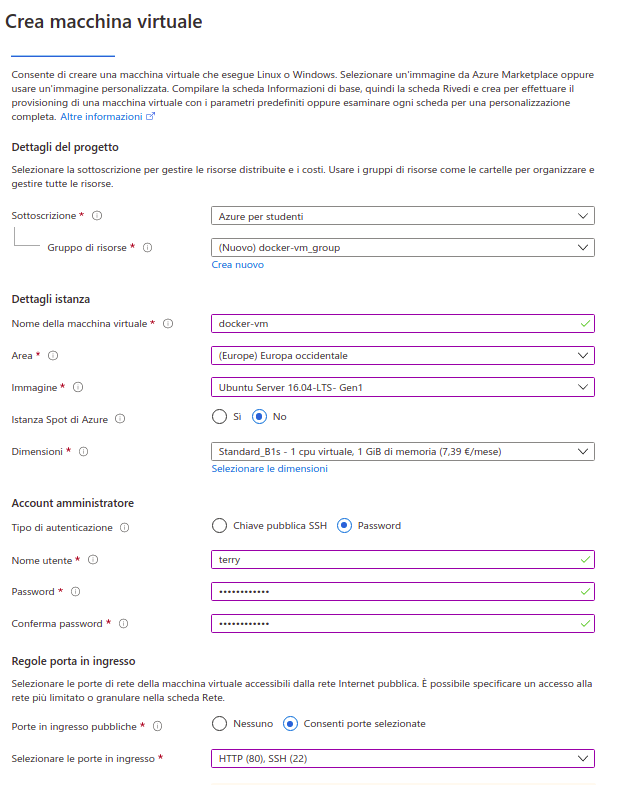 Crea macchina virtuale
Consente di creare una macchina virtuale che esegue Linux o Windows. Selezionare un'immagine da Azure Marketplace oppure
usare un'immagine personalizzata. Compilare la scheda Informazioni di base, quindi la scheda Rivedi e crea per effettuare il
provisioning di una macchina virtuale con i parametri predefiniti oppure esaminare ogni scheda per una personalizzazione
completa. Altre informazioni
Dettagli del progetto
Selezionare la sottoscrizione per gestire le risorse distribuite e i costi. Usare i gruppi di risorse come le cartelle per organizzare e
gestire tutte le risorse.
Sottoscrizione * Azure per studenti
Gruppo di risorse * (Nuovo) docker-vm_group
Crea nuovo
Dettagli istanza
Nome della macchina virtuale * docker-vm
Area * (Europe) Europa occidentale
Immagine * Ubuntu Server 16.04-LTS- Gen1
Istanza Spot di Azure Sì No
Dimensioni * Standard_B1s - 1 cpu virtuale, 1 GiB di memoria (7,39 €/mese)
Selezionare le dimensioni
Account amministratore
Tipo di autenticazione Chiave pubblica SSH Password
Nome utente * terry
Password * ••••••••••••
Conferma password * ••••••••••••
Regole porta in ingresso
Selezionare le porte di rete della macchina virtuale accessibili dalla rete Internet pubblica. È possibile specificare un accesso alla
rete più limitato o granulare nella scheda Rete.
Porte in ingresso pubbliche * Nessuno Consenti porte selezionate
Selezionare le porte in ingresso * HTTP (80), SSH (22)